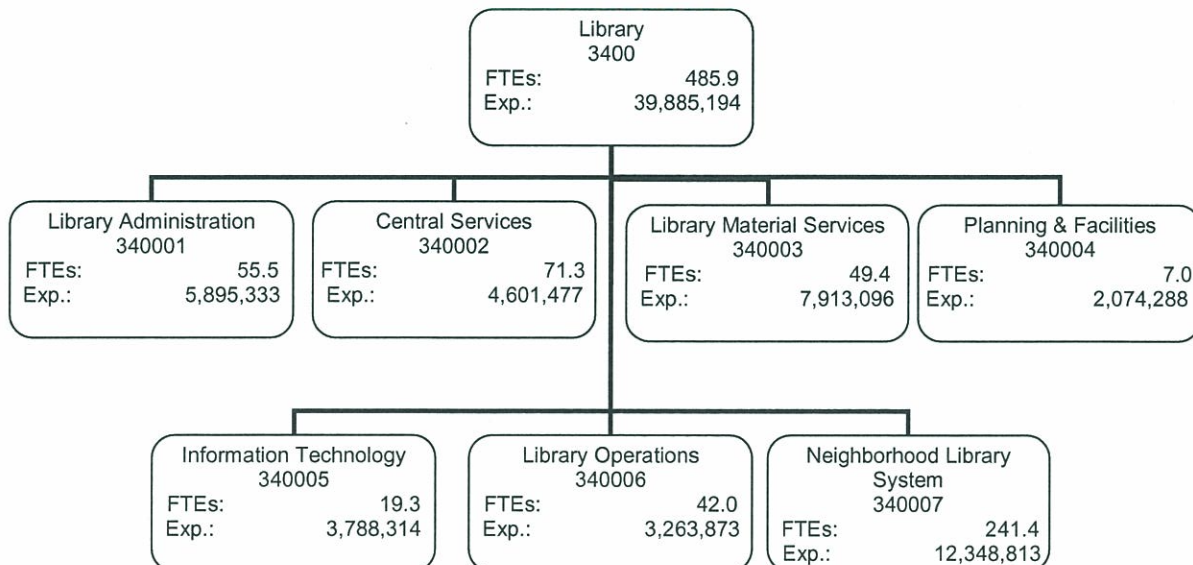 Library
3400
FTEs: 485.9
Exp.: 39,885,194
Library Administration
340001
FTEs: 55.5
Exp.: 5,895,333
Central Services
340002
FTEs: 71.3
Exp.: 4,601,477
Library Material Services
340003
FTEs: 49.4
Exp.: 7,913,096
Planning & Facilities
340004
FTEs: 7.0
Exp.: 2,074,288
Information Technology
340005
FTEs: 19.3
Exp.: 3,788,314
Library Operations
340006
FTEs: 42.0
Exp.: 3,263,873
Neighborhood Library
System
340007
FTEs: 241.4
Exp.: 12,348,813